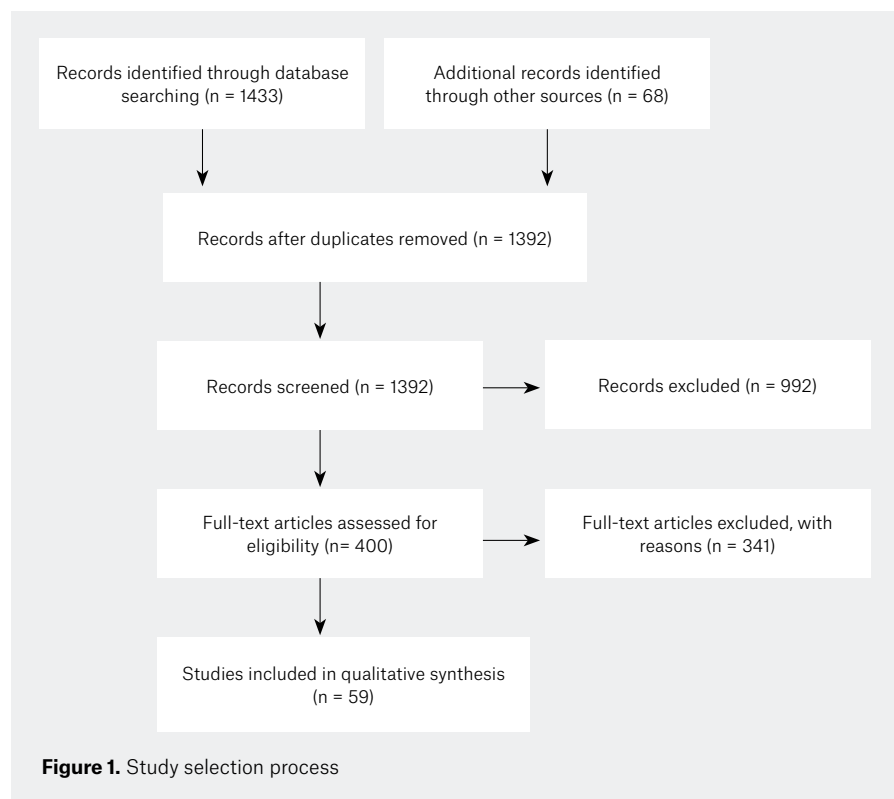 Records identified through database
searching (n = 1433)
Additional records identified
through other sources (n = 68)
Records after duplicates removed (n = 1392)
Records screened (n = 1392)
Records excluded (n = 992)
Full-text articles assessed for
eligibility (n= 400)
Full-text articles excluded, with
reasons (n = 341)
Studies included in qualitative synthesis
(n = 59)
Figure 1. Study selection process